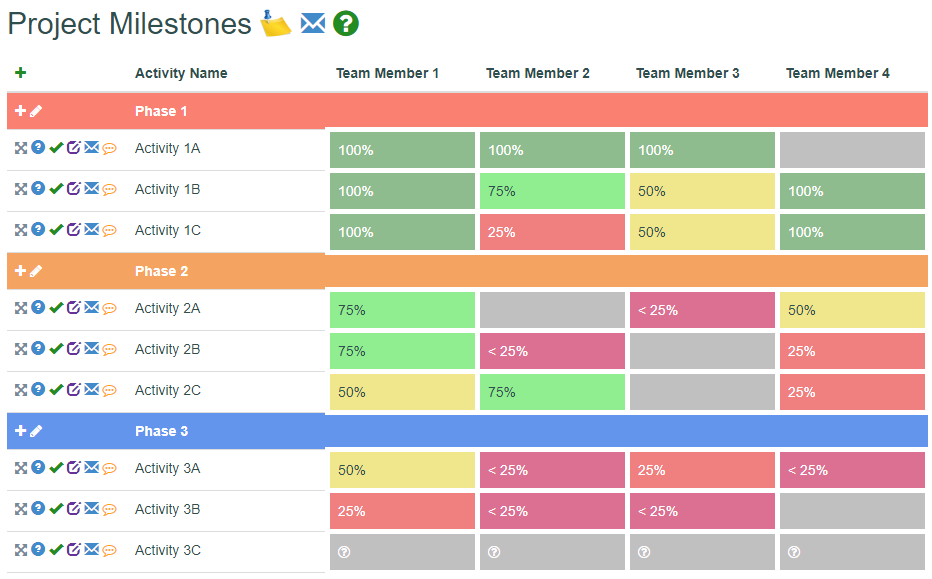 Project Milestones
Activity Name Team Member 1 Team Member 2 Team Member 3 Team Member 4
Phase 1
Activity 1A 100% 100% 100%
Activity 1B 100% 75% 50% 100%
Activity 1C 100% 25% 50% 100%
Phase 2
Activity 2A 75% < 25% 50%
Activity 2B 75% < 25% 25%
Activity 2C 50% 75% 25%
Phase 3
Activity 3A 50% < 25% 25% < 25%
Activity 3B 25% < 25% < 25%
Activity 3C